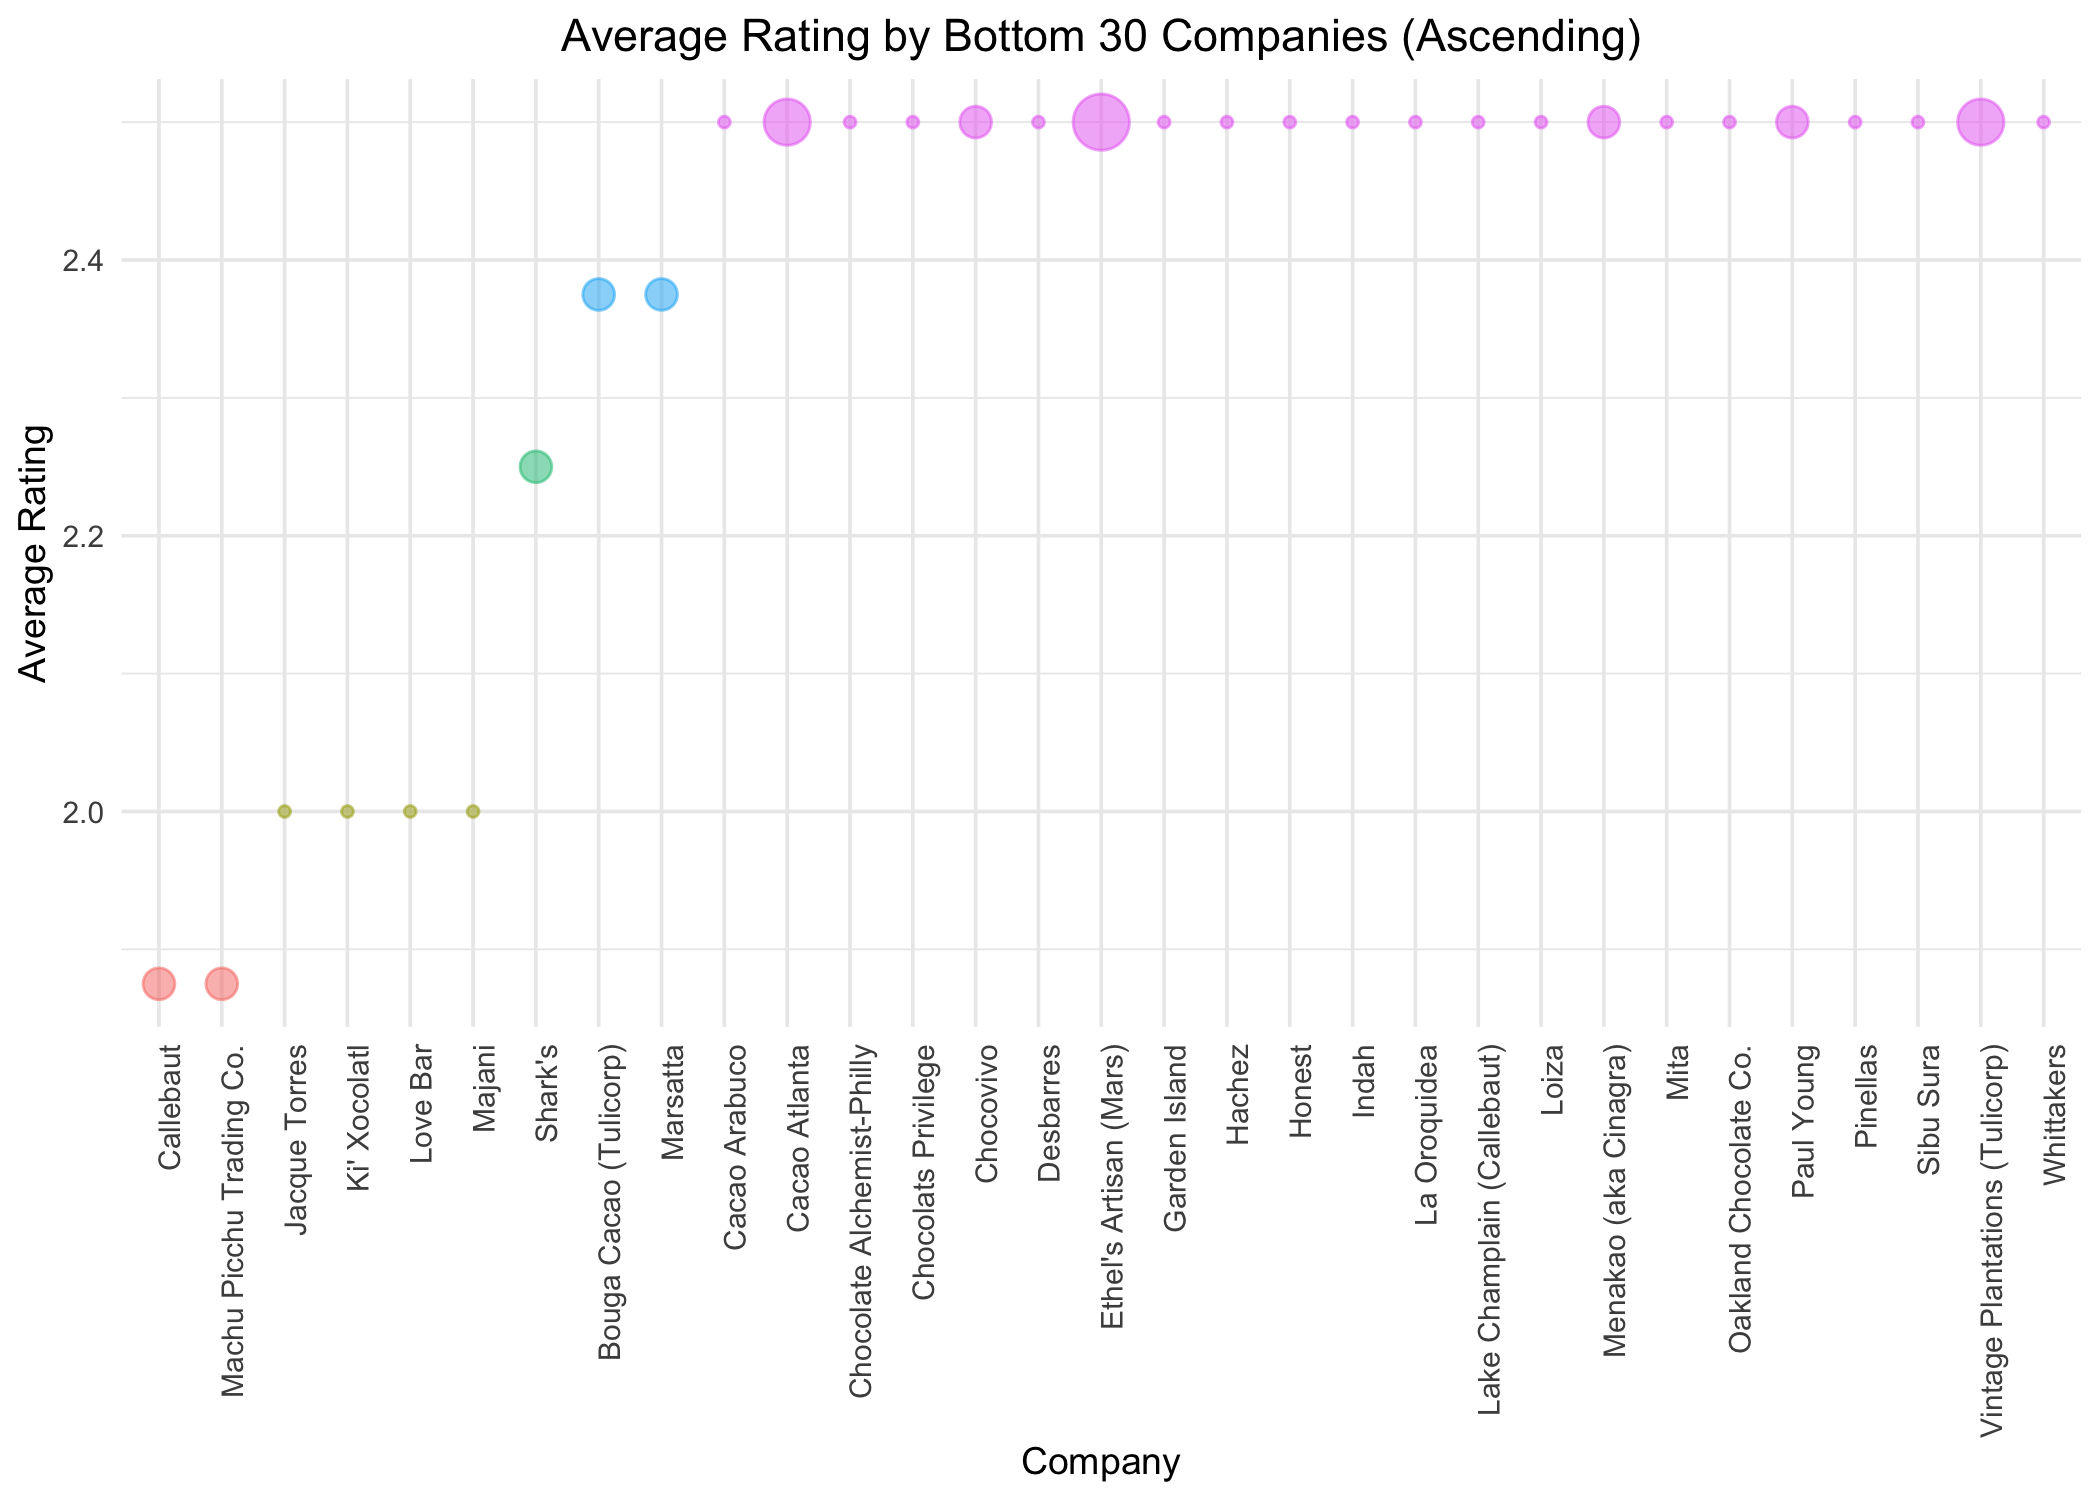 Average Rating by Bottom 30 Companies (Ascending)
Average Rating
2.4
2.2
2.0
Callebaut
Machu Picchu Trading Co.
Jacque Torres
Ki' Xocolatl
Love Bar
Majani
Shark's
Bouga Cacao (Tulicorp)
Marsatta
Cacao Arabuco
Cacao Atlanta
Chocolate Alchemist-Philly
Chocolats Privilege
Chocovivo
Desbarres
Ethel's Artisan (Mars)
Garden Island
Hachez
Honest
Indah
La Oroquidea
Lake Champlain (Callebaut)
Loiza
Menakao (aka Cinagra)
Mita
Oakland Chocolate Co.
Paul Young
Pinellas
Sibu Sura
Vintage Plantations (Tulicorp)
Whittakers
Company